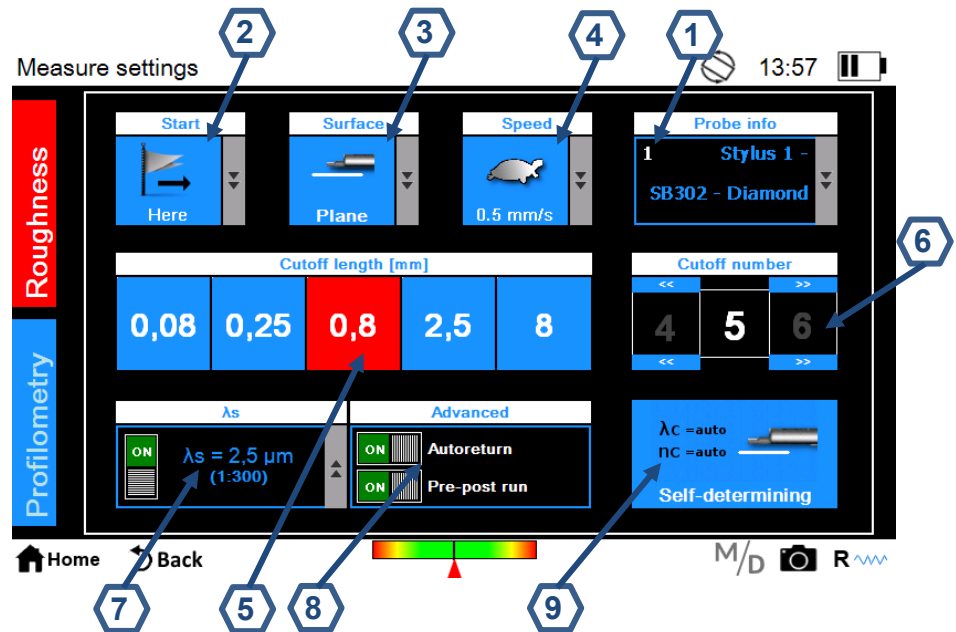 2
3
4
1
Measure settings
13:57
Roughness
Profilometry
Start
Here
Surface
Plane
Speed
0.5 mm/s
Probe info
1
Stylus 1 -
SB302 - Diamond
6
Cutoff length [mm]
0,08
0,25
0,8
2,5
8
Cutoff number
<<
>>
4
5
6
<<
>>
λs
ON
λs = 2,5 µm
(1:300)
Advanced
ON
Autoreturn
ON
Pre-post run
λc =auto
nc =auto
Self-determining
Home
Back
M/D
R
7
5
8
9